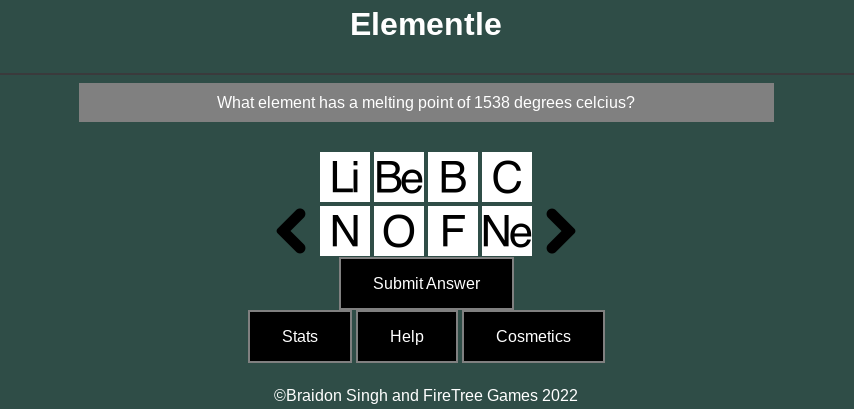 Elementle
What element has a melting point of 1538 degrees celcius?
Li Be B C
N O F Ne
Submit Answer
Stats Help Cosmetics
©Braidon Singh and FireTree Games 2022